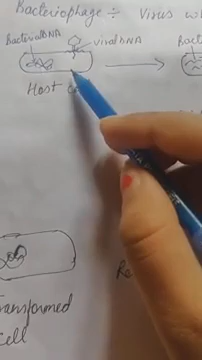 Bacteriophage ÷ Virus
Bacterial DNA
viral DNA
Host
Transformed
Cell